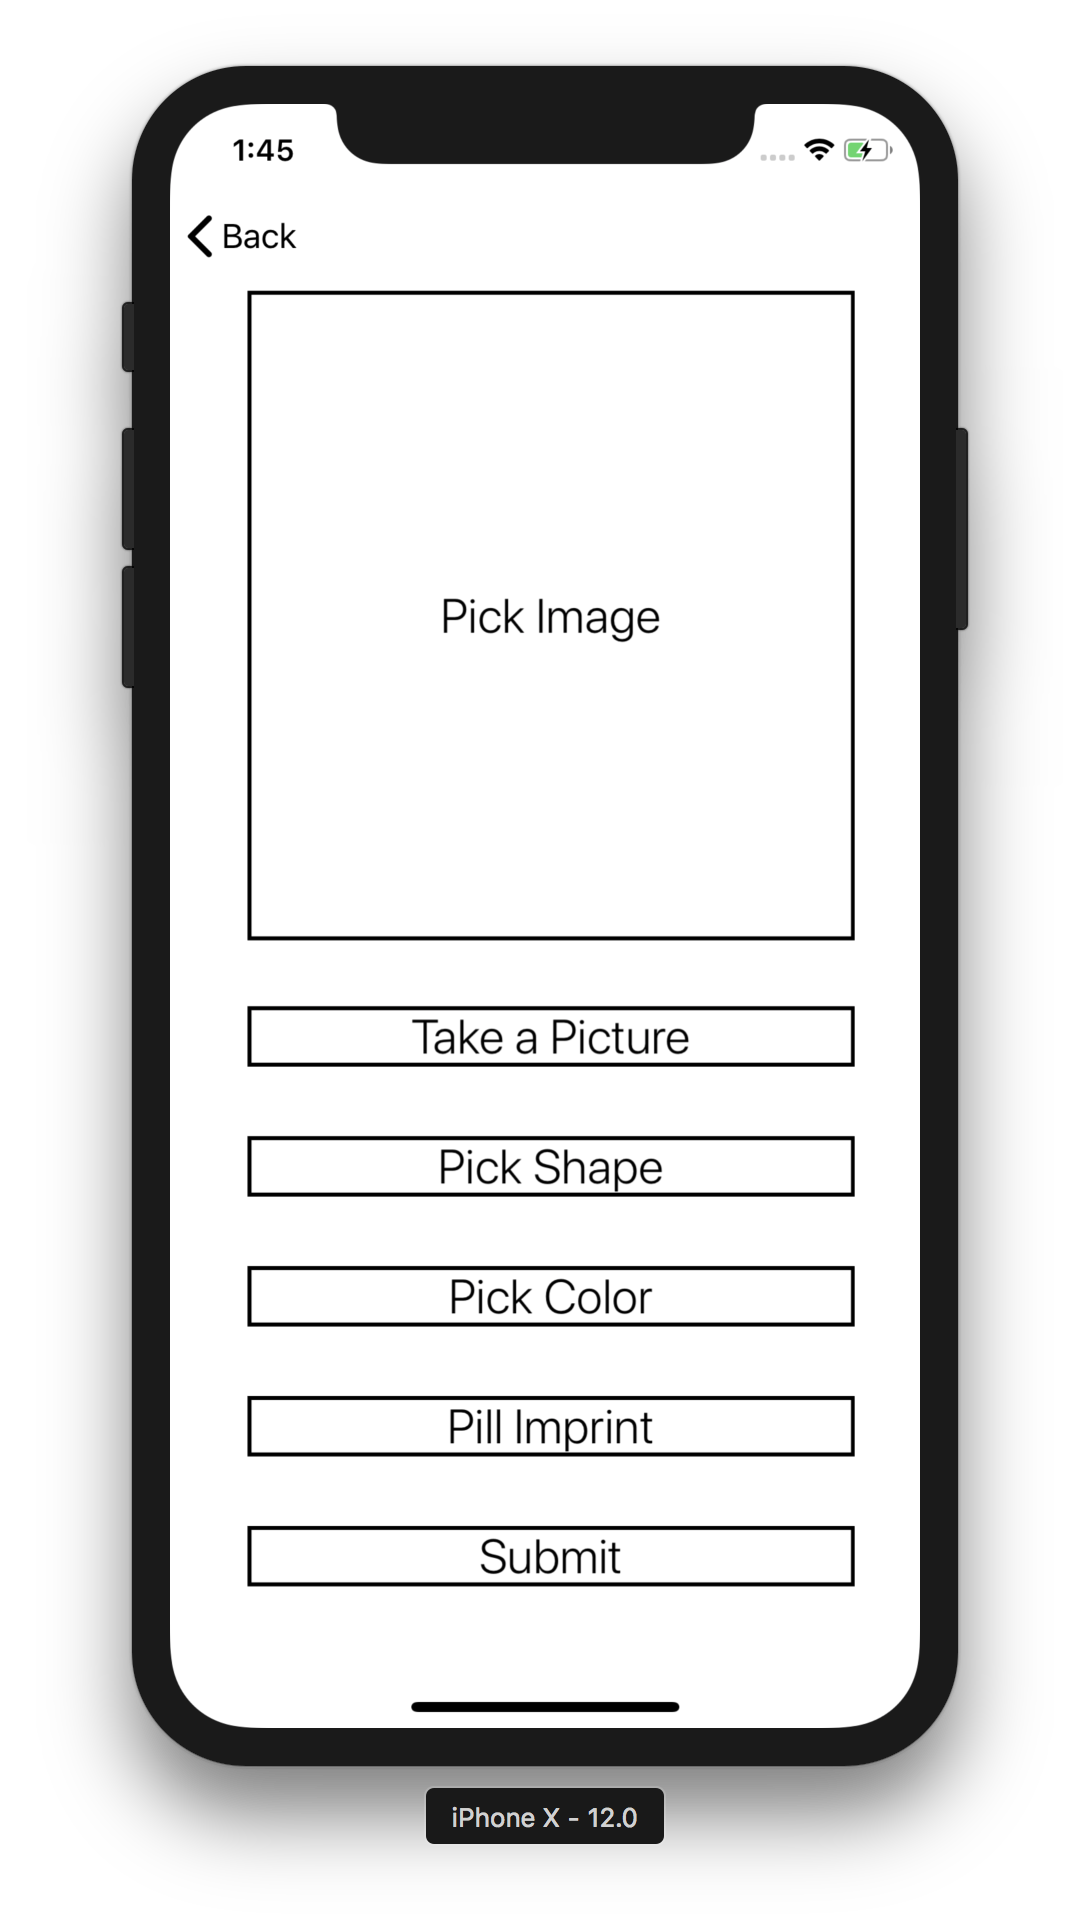 1:45
Back
Pick Image
Take a Picture
Pick Shape
Pick Color
Pill Imprint
Submit
iPhone X - 12.0